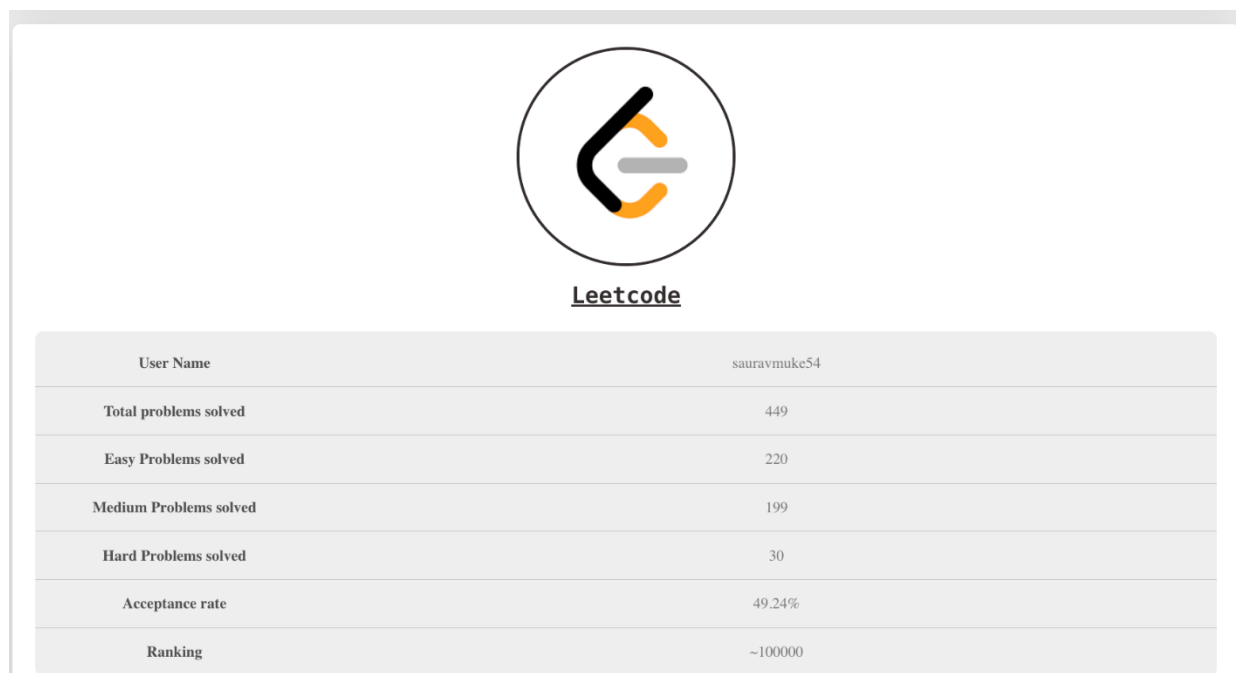 Leetcode
User Name sauravmuke54
Total problems solved 449
Easy Problems solved 220
Medium Problems solved 199
Hard Problems solved 30
Acceptance rate 49.24%
Ranking ~100000